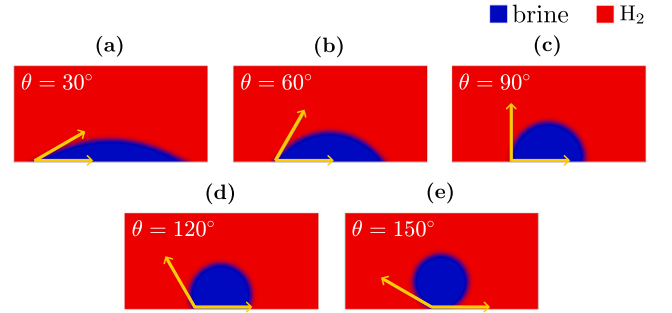 brine H₂
(a) (b) (c)
θ = 30° θ = 60° θ = 90°
(d) (e)
θ = 120° θ = 150°